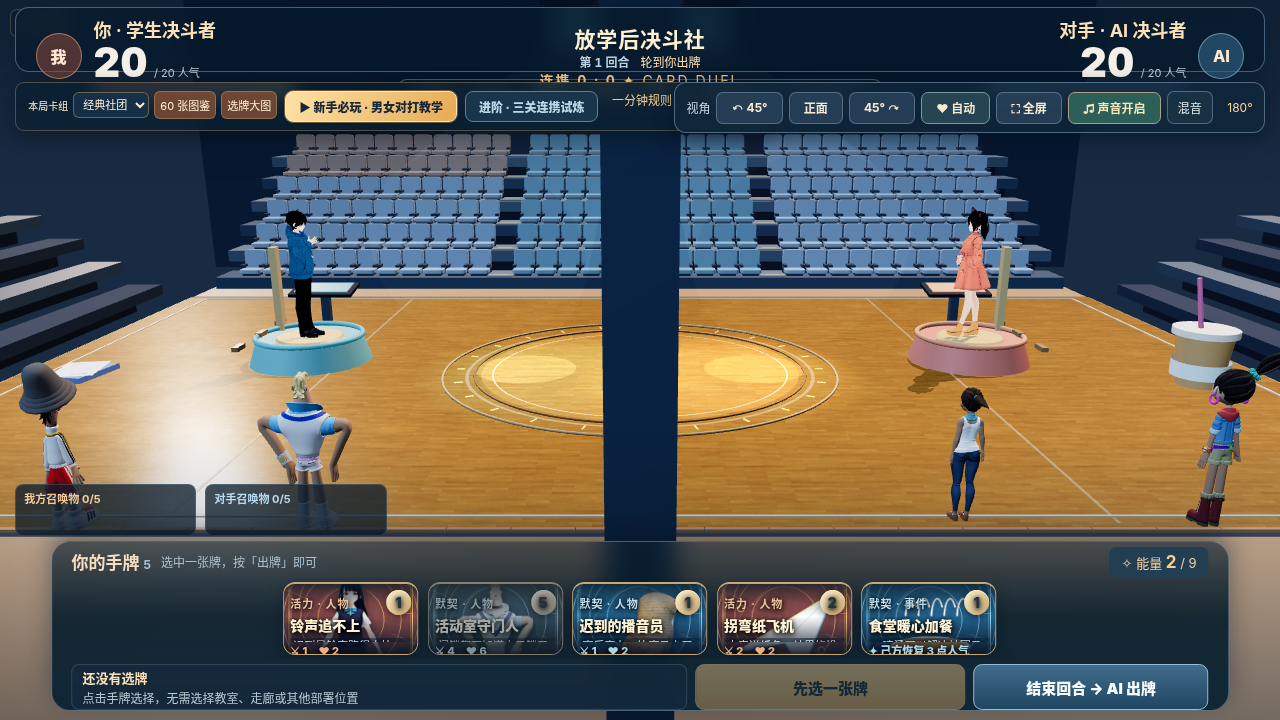 我
你 · 学生决斗者
20 / 20 人气
放学后决斗社
第 1 回合 轮到你出牌
对手 · AI 决斗者
20 / 20 人气
AI
本局卡组
经典社团
60 张图鉴
选牌大图
▶ 新手必玩 · 男女对打教学
进阶 · 三关连携试炼
一分钟规则
视角
↶ 45°
正面
45° ↷
♥ 自动
⛶ 全屏
♫ 声音开启
混音
180°
我方召唤物 0/5
对手召唤物 0/5
你的手牌 5 选中一张牌，按「出牌」即可
✧ 能量 2 / 9
活力 · 人物 1
铃声追不上
⚔ 1 ♥ 2
默契 · 人物 5
活动室守门人
⚔ 4 ♥ 6
默契 · 人物 1
迟到的播音员
⚔ 1 ♥ 2
活力 · 人物 2
拐弯纸飞机
⚔ 2 ♥ 2
默契 · 事件 1
食堂暖心加餐
✦ 己方恢复 3 点人气
还没有选牌
点击手牌选择，无需选择教室、走廊或其他部署位置
先选一张牌
结束回合 → AI 出牌